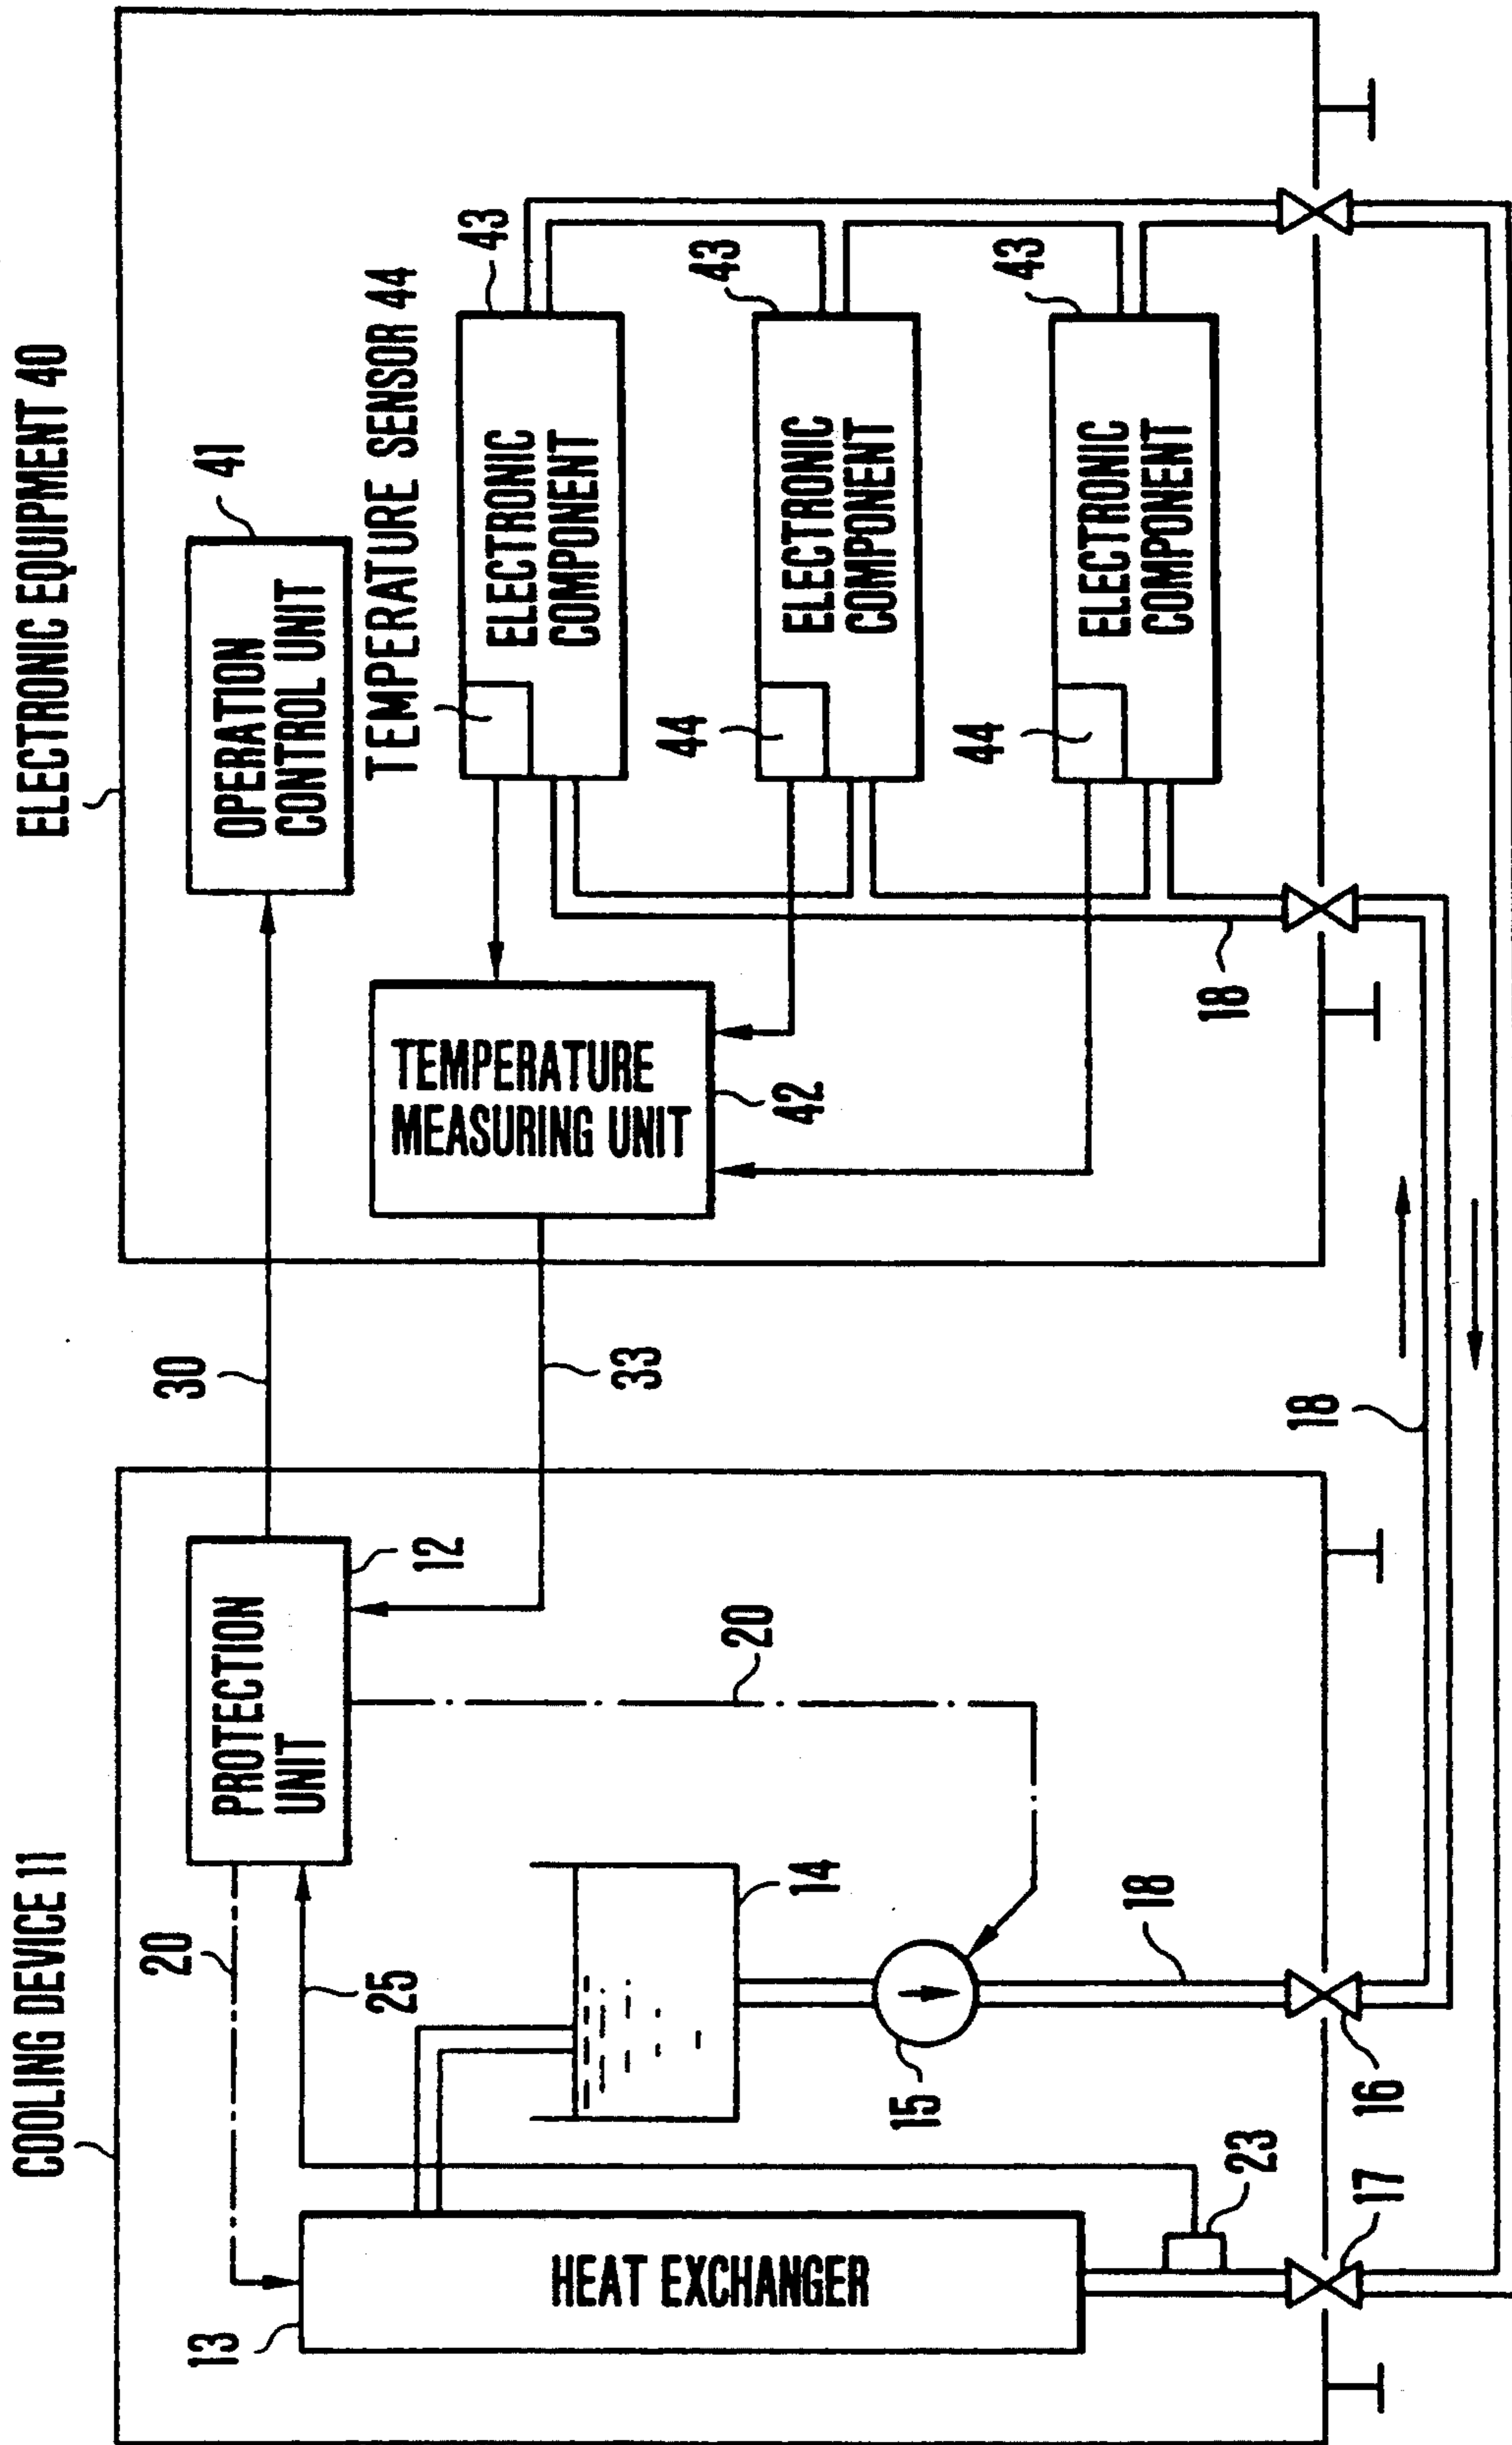 COOLING DEVICE 11
20
25
PROTECTION
UNIT
12
13
HEAT EXCHANGER
14
20
15
18
23
17
16
30
33
18
ELECTRONIC EQUIPMENT 40
OPERATION
CONTROL UNIT
41
TEMPERATURE SENSOR 44
43
ELECTRONIC
COMPONENT
TEMPERATURE
MEASURING UNIT
42
44
43
ELECTRONIC
COMPONENT
44
43
ELECTRONIC
COMPONENT
18